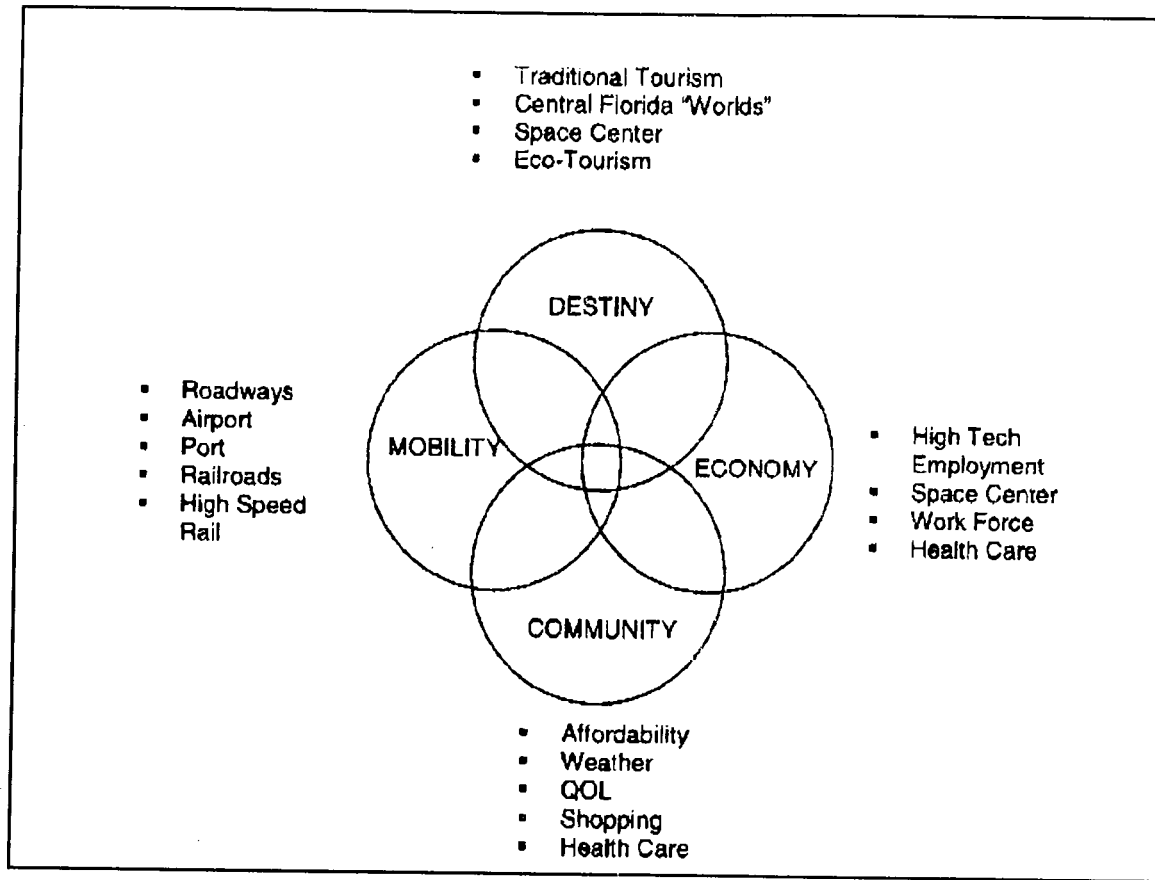 ▪ Traditional Tourism
▪ Central Florida "Worlds"
▪ Space Center
▪ Eco-Tourism
DESTINY
▪ Roadways
▪ Airport
▪ Port
▪ Railroads
▪ High Speed
Rail
MOBILITY
ECONOMY
▪ High Tech
Employment
▪ Space Center
▪ Work Force
▪ Health Care
COMMUNITY
▪ Affordability
▪ Weather
▪ QOL
▪ Shopping
▪ Health Care